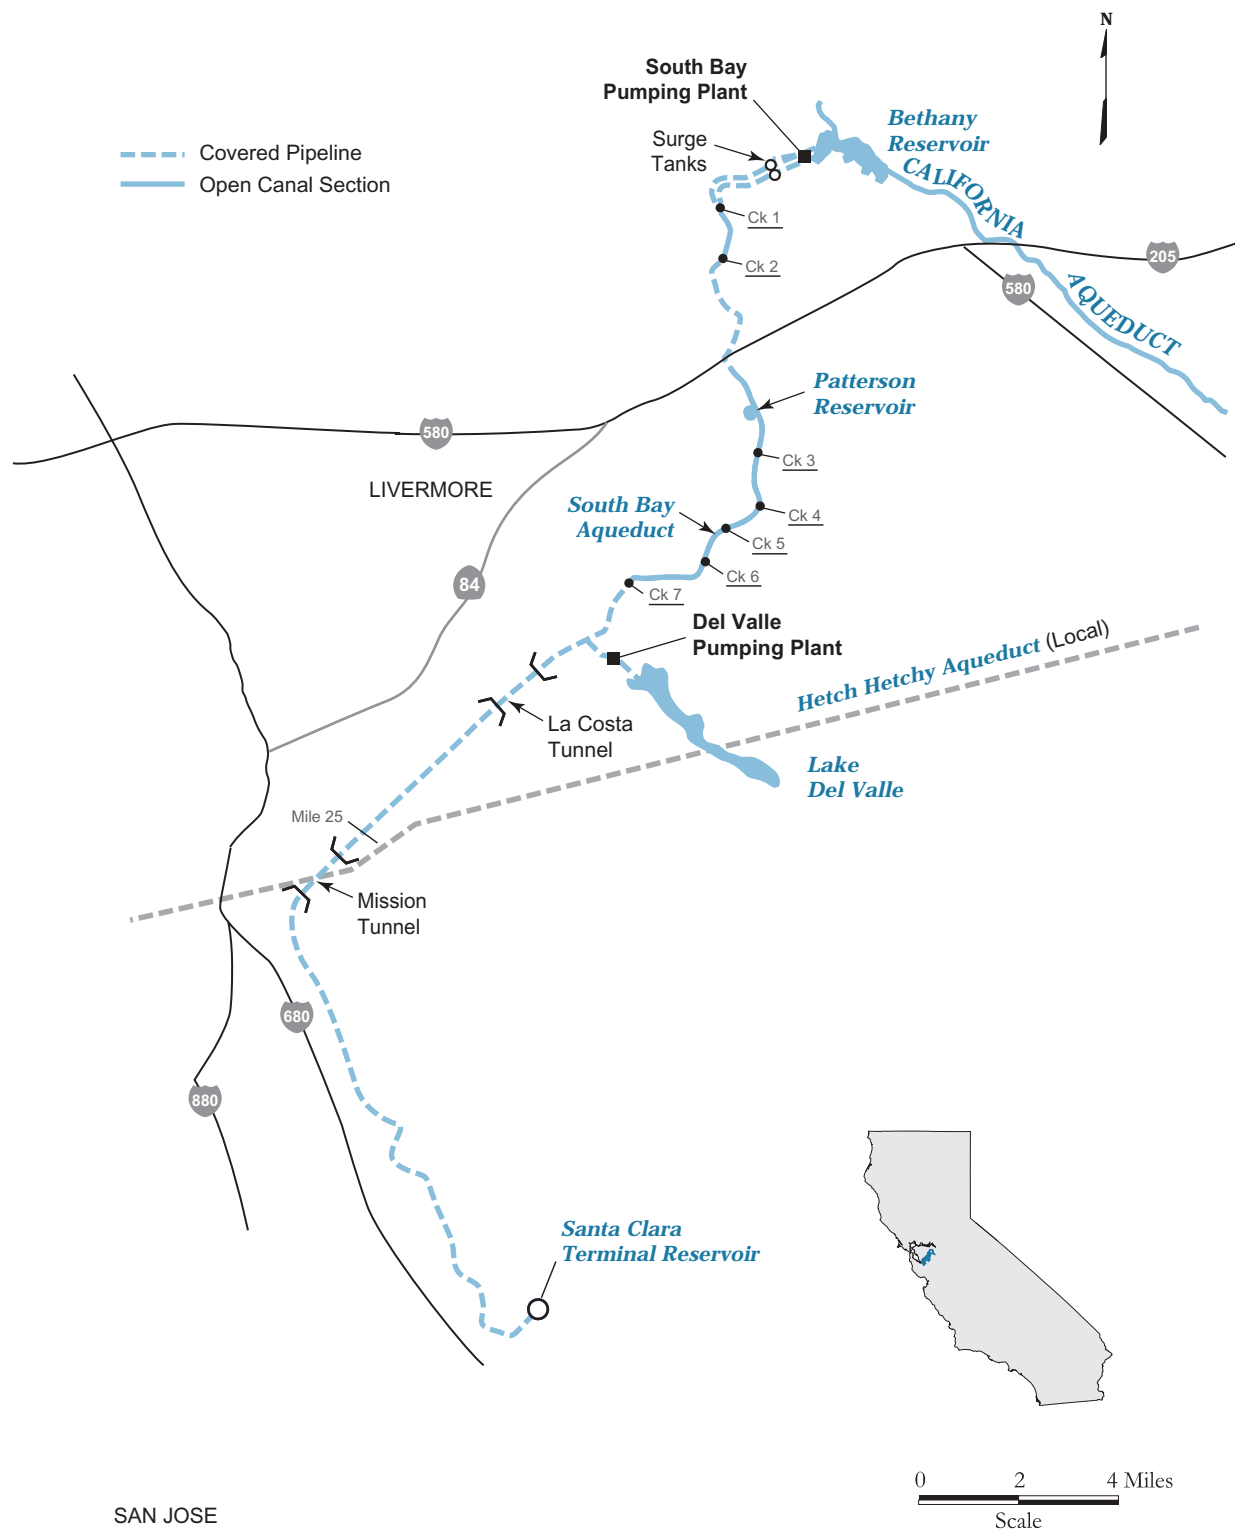 N
South Bay
Pumping Plant
Bethany
Reservoir
Surge
Tanks
Covered Pipeline
Open Canal Section
CALIFORNIA
AQUEDUCT
Ck 1
Ck 2
205
580
Patterson
Reservoir
580
Ck 3
LIVERMORE
South Bay
Aqueduct
Ck 4
Ck 5
Ck 6
84
Ck 7
Del Valle
Pumping Plant
Hetch Hetchy Aqueduct (Local)
La Costa
Tunnel
Lake
Del Valle
Mile 25
Mission
Tunnel
680
880
Santa Clara
Terminal Reservoir
0 2 4 Miles
Scale
SAN JOSE